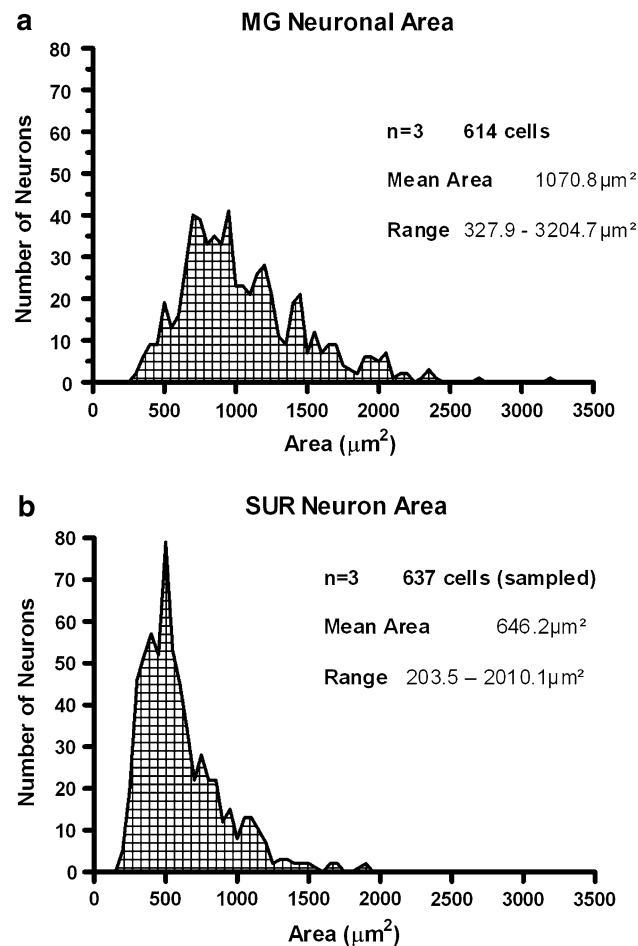 a
MG Neuronal Area
Number of Neurons
80
70
60
50
40
30
20
10
0
n=3 614 cells
Mean Area 1070.8µm²
Range 327.9 - 3204.7µm²
0 500 1000 1500 2000 2500 3000 3500
Area (µm²)
b
SUR Neuron Area
Number of Neurons
80
70
60
50
40
30
20
10
0
n=3 637 cells (sampled)
Mean Area 646.2µm²
Range 203.5 – 2010.1µm²
0 500 1000 1500 2000 2500 3000 3500
Area (µm²)